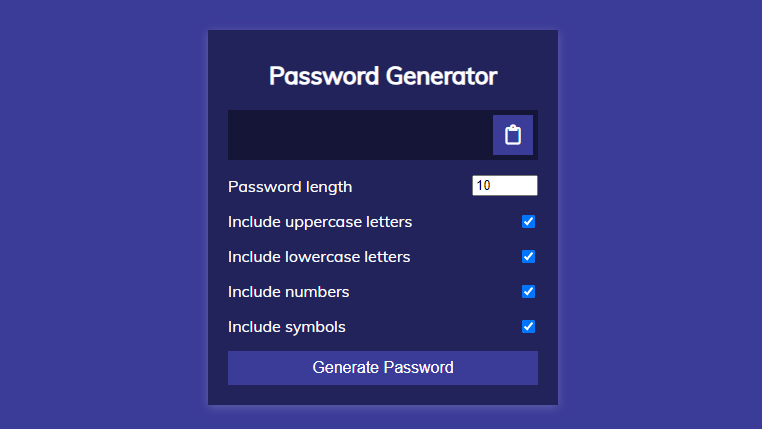 Password Generator
Password length 10
Include uppercase letters
Include lowercase letters
Include numbers
Include symbols
Generate Password